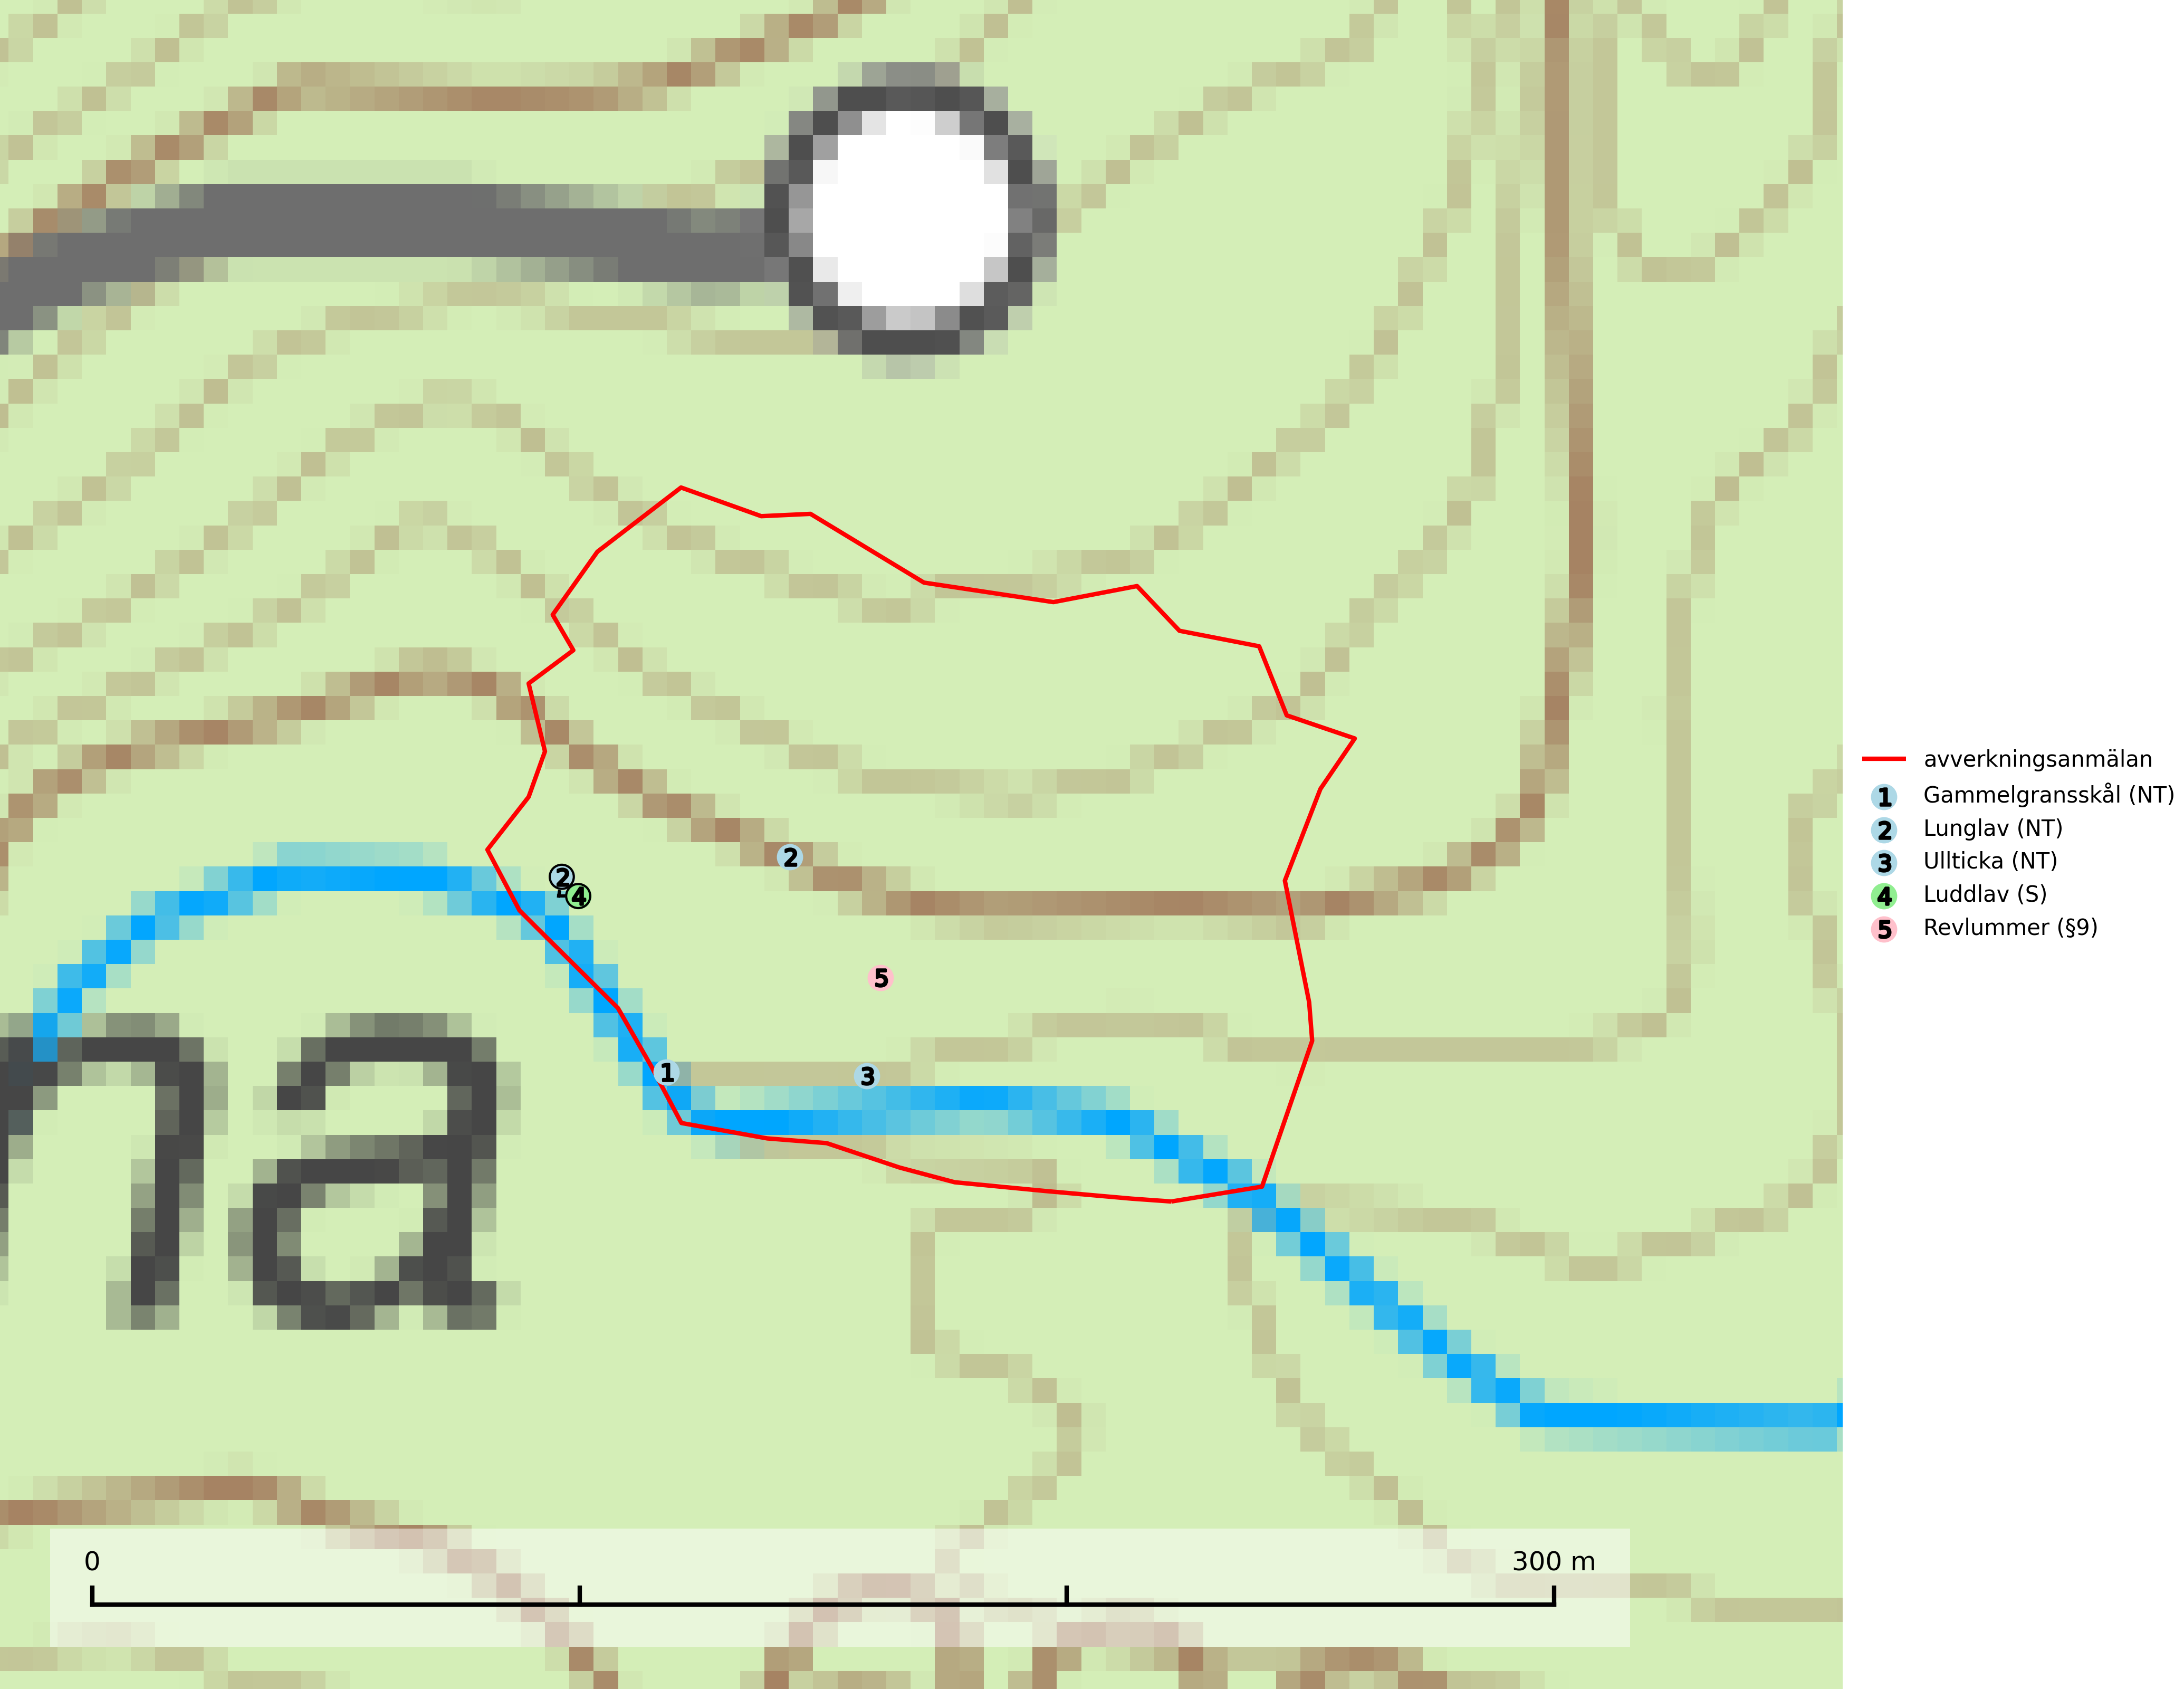 2
2
4
5
1
3
na
0 300 m
avverkningsanmälan
1 Gammelgransskål (NT)
2 Lunglav (NT)
3 Ullticka (NT)
4 Luddlav (S)
5 Revlummer (§9)